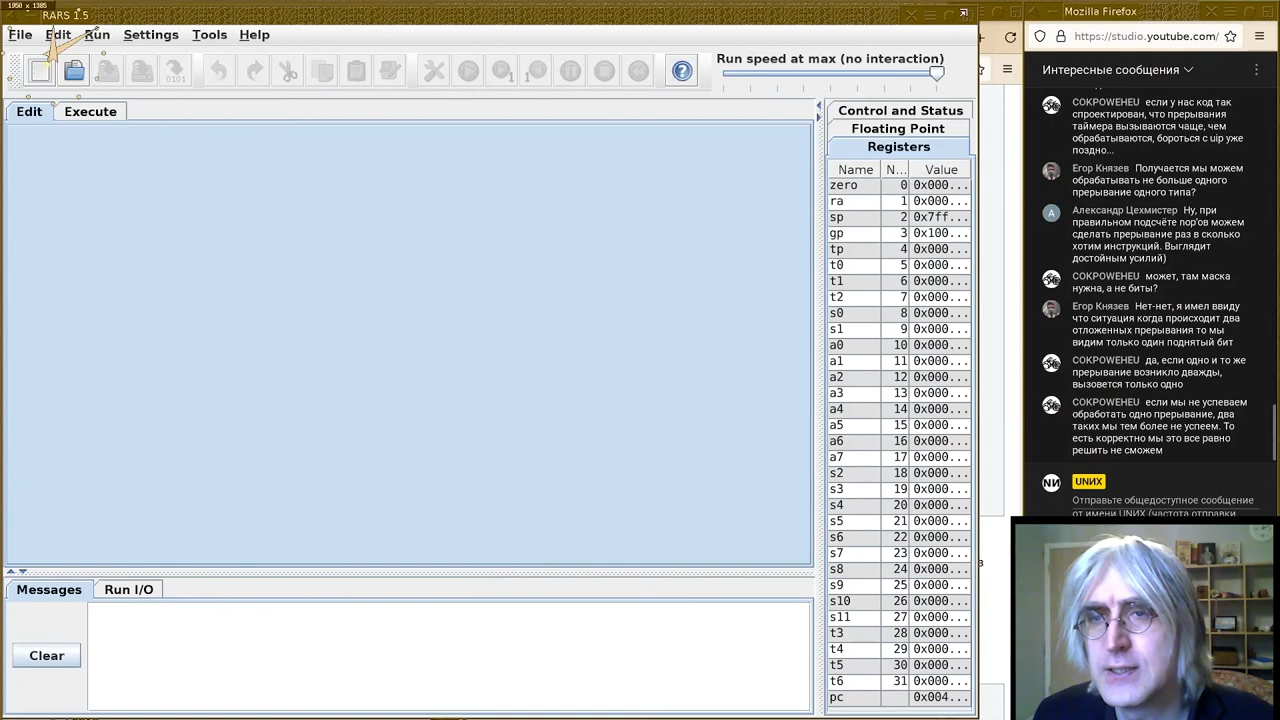 1950 x 1385
RARS 1.5
File Edit Run Settings Tools Help
Run speed at max (no interaction)
Edit Execute
Control and Status
Floating Point
Registers
Name N... Value
zero 0 0x000...
ra 1 0x000...
sp 2 0x7ff...
gp 3 0x100...
tp 4 0x000...
t0 5 0x000...
t1 6 0x000...
t2 7 0x000...
s0 8 0x000...
s1 9 0x000...
a0 10 0x000...
a1 11 0x000...
a2 12 0x000...
a3 13 0x000...
a4 14 0x000...
a5 15 0x000...
a6 16 0x000...
a7 17 0x000...
s2 18 0x000...
s3 19 0x000...
s4 20 0x000...
s5 21 0x000...
s6 22 0x000...
s7 23 0x000...
s8 24 0x000...
s9 25 0x000...
s10 26 0x000...
s11 27 0x000...
t3 28 0x000...
t4 29 0x000...
t5 30 0x000...
t6 31 0x000...
pc 0x004...
Messages Run I/O
Clear
Mozilla Firefox
https://studio.youtube.com/
Интересные сообщения
COKPOWEHEU если у нас код так
спроектирован, что прерывания
таймера вызываются чаще, чем
обрабатываются, бороться с uip уже
поздно...
Егор Князев Получается мы можем
обрабатывать не больше одного
прерывание одного типа?
А
Александр Цехмистер Ну, при
правильном подсчёте nop'ов можем
сделать прерывание раз в сколько
хотим инструкций. Выглядит
достойным усилий)
COKPOWEHEU может, там маска
нужна, а не биты?
Егор Князев Нет-нет, я имел ввиду
что ситуация когда происходит два
отложенных прерывания то мы
видим только один поднятый бит
COKPOWEHEU да, если одно и то же
прерывание возникло дважды,
вызовется только одно
COKPOWEHEU если мы не успеваем
обработать одно прерывание, два
таких мы тем более не успеем. То
есть корректно мы это все равно
решить не сможем
UNИX
Отправьте общедоступное сообщение
от имени UNИX (частота отправки